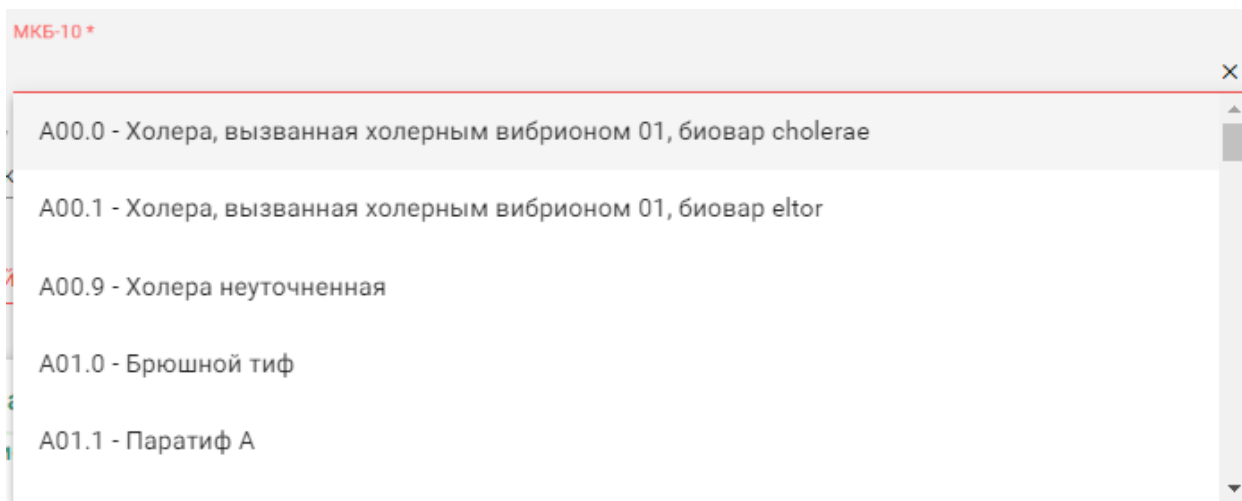 МКБ-10 *
A00.0 - Холера, вызванная холерным вибрионом 01, биовар cholerae
A00.1 - Холера, вызванная холерным вибрионом 01, биовар eltor
A00.9 - Холера неуточненная
A01.0 - Брюшной тиф
A01.1 - Паратиф A